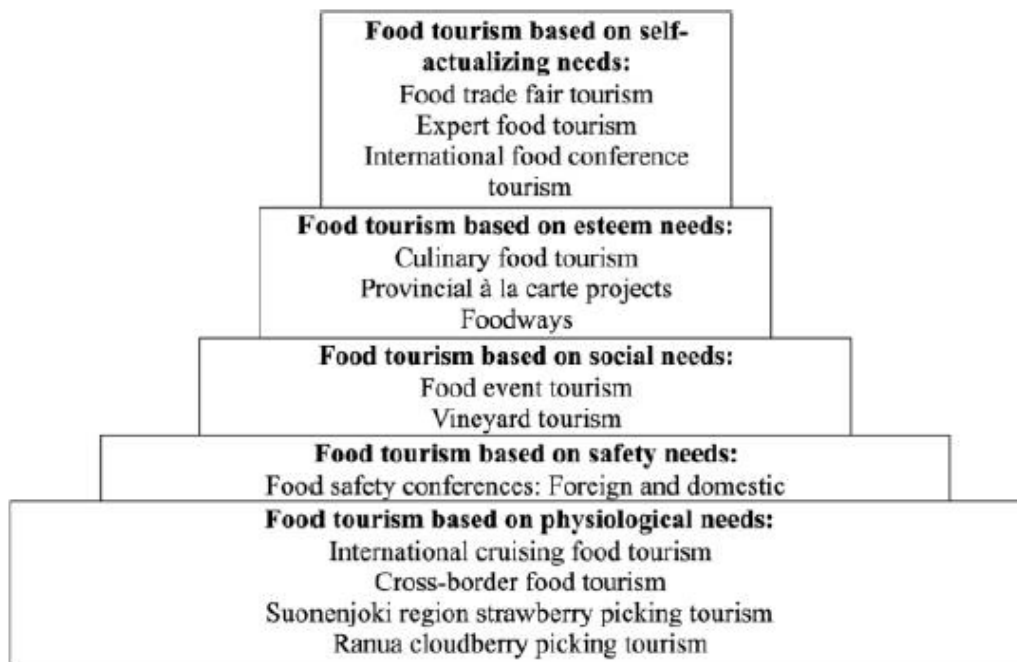 Food tourism based on self-
actualizing needs:
Food trade fair tourism
Expert food tourism
International food conference
tourism
Food tourism based on esteem needs:
Culinary food tourism
Provincial à la carte projects
Foodways
Food tourism based on social needs:
Food event tourism
Vineyard tourism
Food tourism based on safety needs:
Food safety conferences: Foreign and domestic
Food tourism based on physiological needs:
International cruising food tourism
Cross-border food tourism
Suonenjoki region strawberry picking tourism
Ranua cloudberry picking tourism